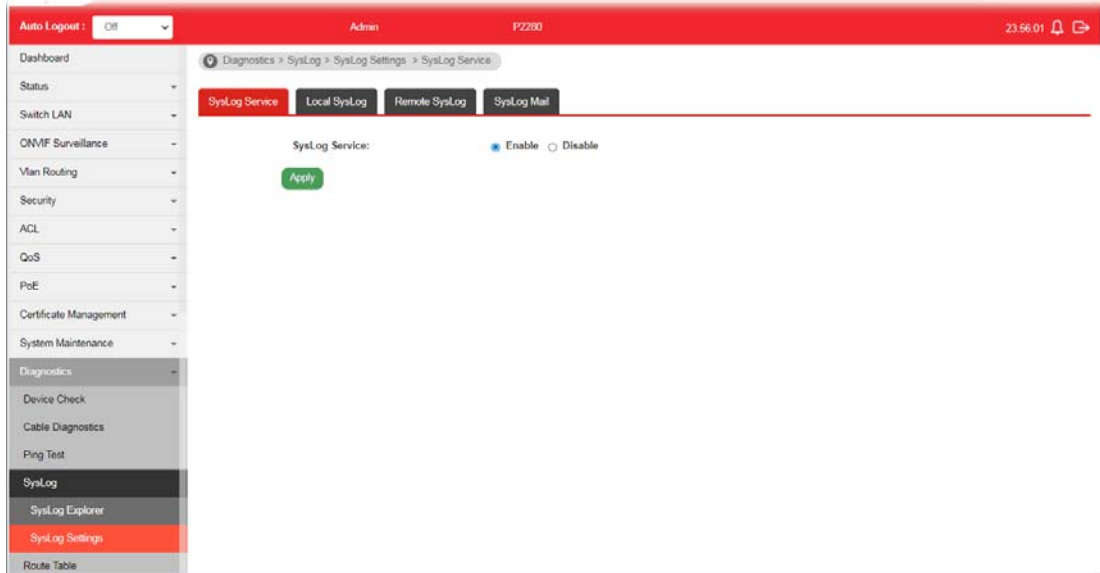 Auto Logout : Off Admin P2280 23:56:01
Dashboard
Diagnostics > SysLog > SysLog Settings > SysLog Service
Status
SysLog Service Local SysLog Remote SysLog SysLog Mail
Switch LAN
ONVIF Surveillance
SysLog Service: Enable Disable
Vlan Routing
Apply
Security
ACL
QoS
PoE
Certificate Management
System Maintenance
Diagnostics
Device Check
Cable Diagnostics
Ping Test
SysLog
SysLog Explorer
SysLog Settings
Route Table